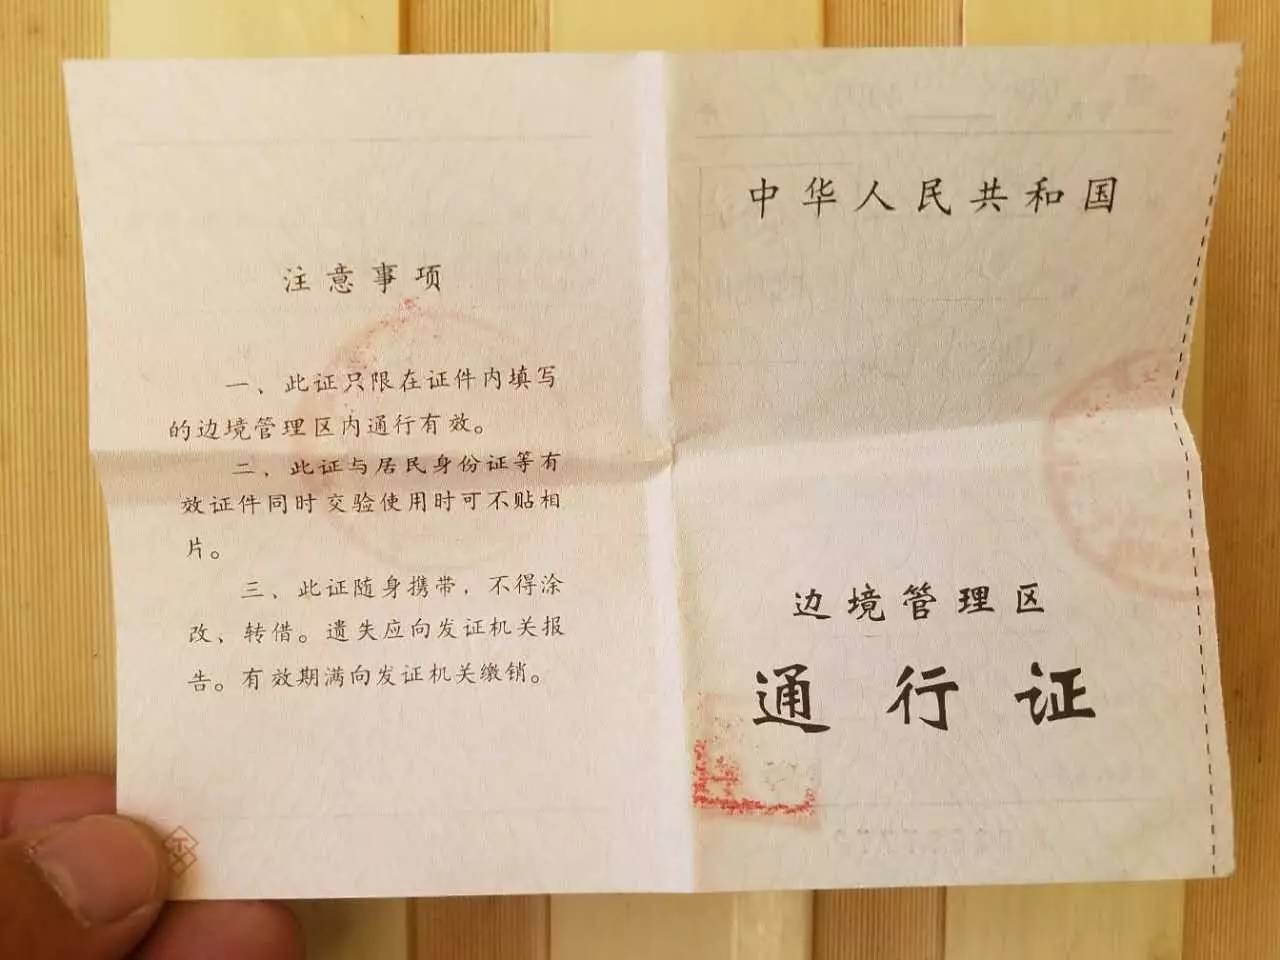 注意事项
一、此证只限在证件内填写
的边境管理区内通行有效。
二、此证与居民身份证等有
效证件同时交验使用时可不贴相
片。
三、此证随身携带，不得涂
改、转借。遗失应向发证机关报
告。有效期满向发证机关缴销。
中华人民共和国
边境管理区
通行证